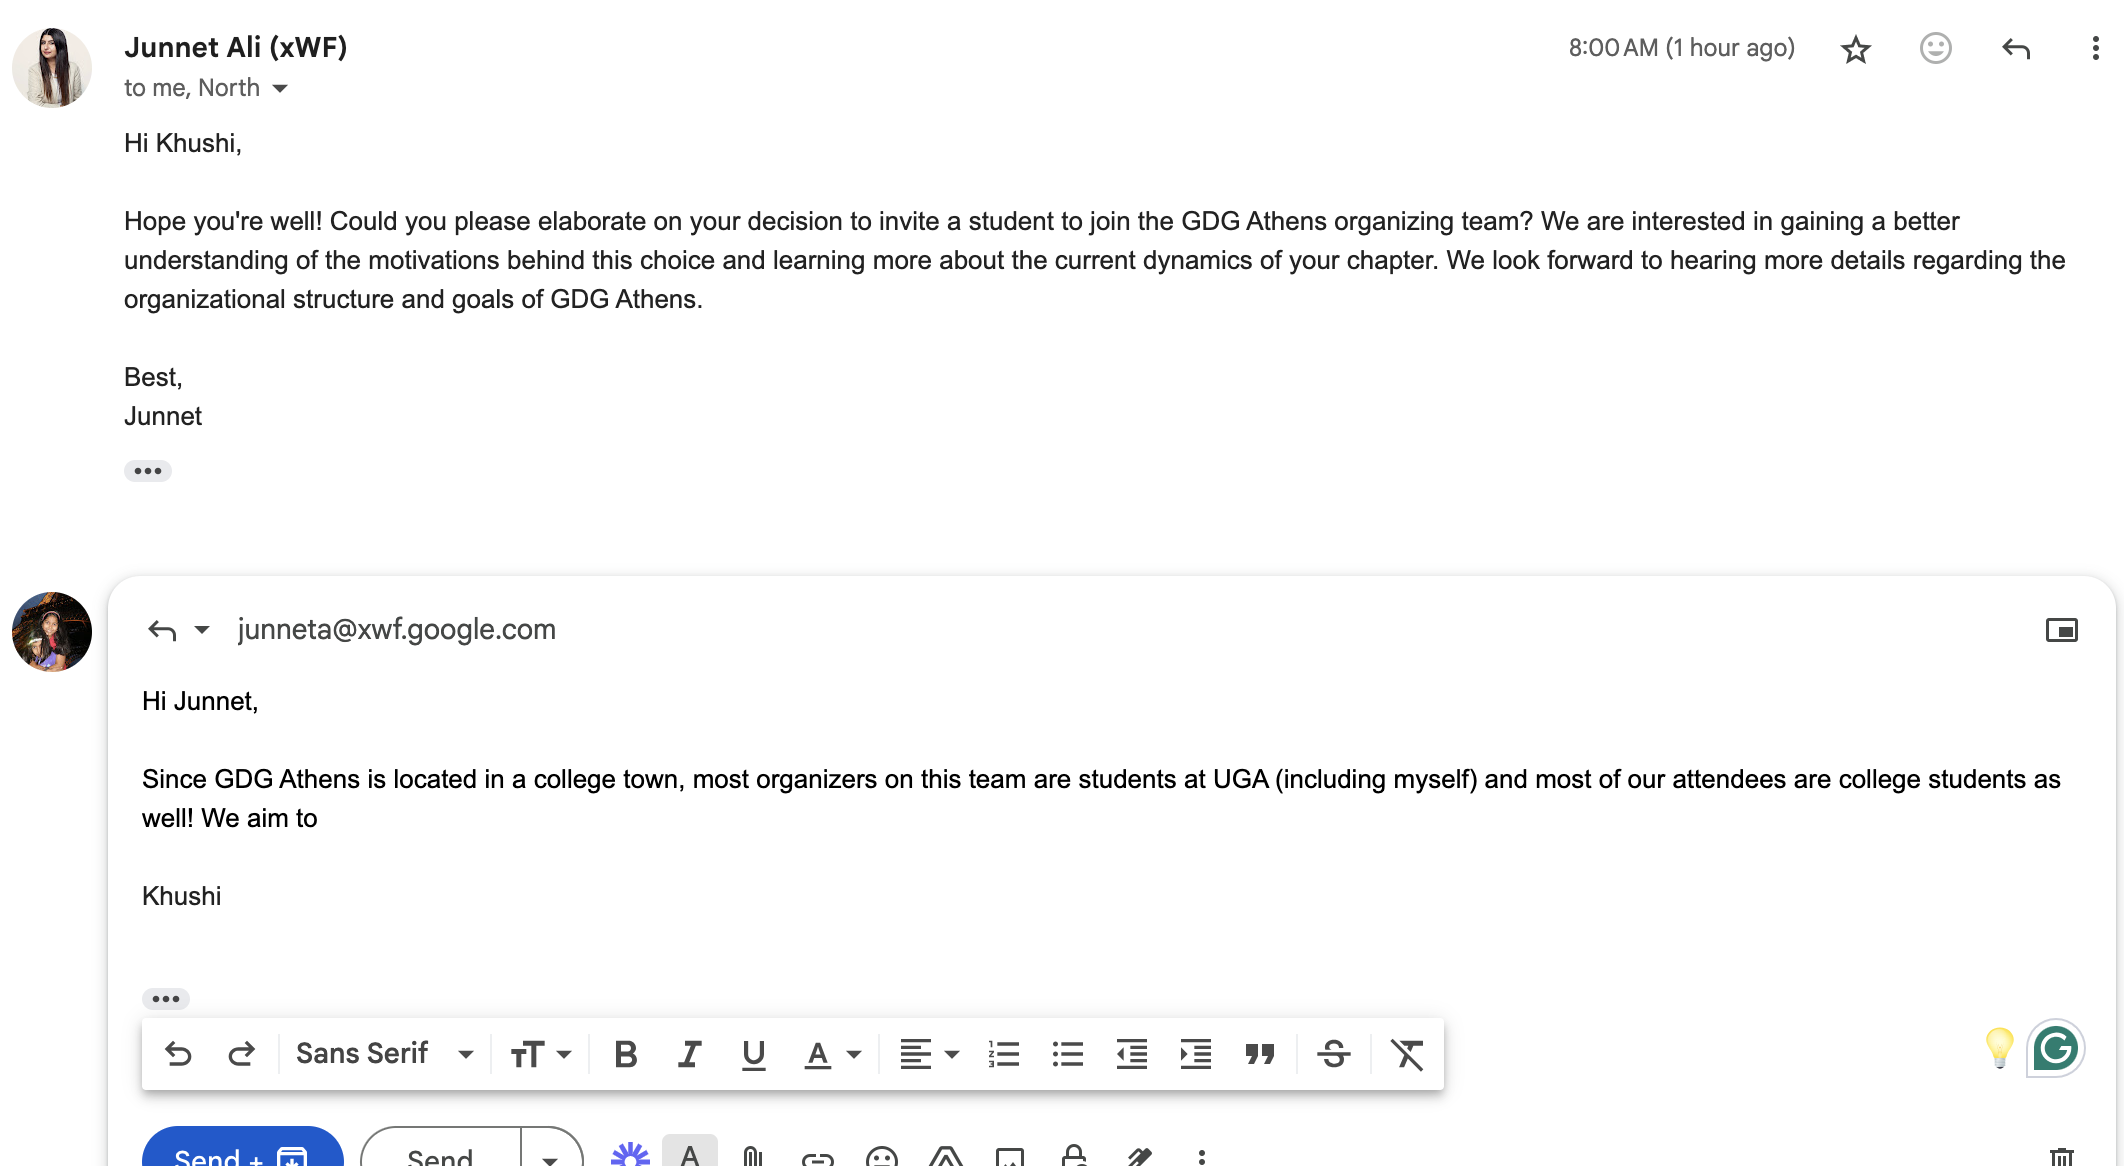 Junnet Ali (xWF)
8:00 AM (1 hour ago)
to me, North
Hi Khushi,
Hope you're well! Could you please elaborate on your decision to invite a student to join the GDG Athens organizing team? We are interested in gaining a better
understanding of the motivations behind this choice and learning more about the current dynamics of your chapter. We look forward to hearing more details regarding the
organizational structure and goals of GDG Athens.
Best,
Junnet
junneta@xwf.google.com
Hi Junnet,
Since GDG Athens is located in a college town, most organizers on this team are students at UGA (including myself) and most of our attendees are college students as
well! We aim to
Khushi
Sans Serif
Send +
Send